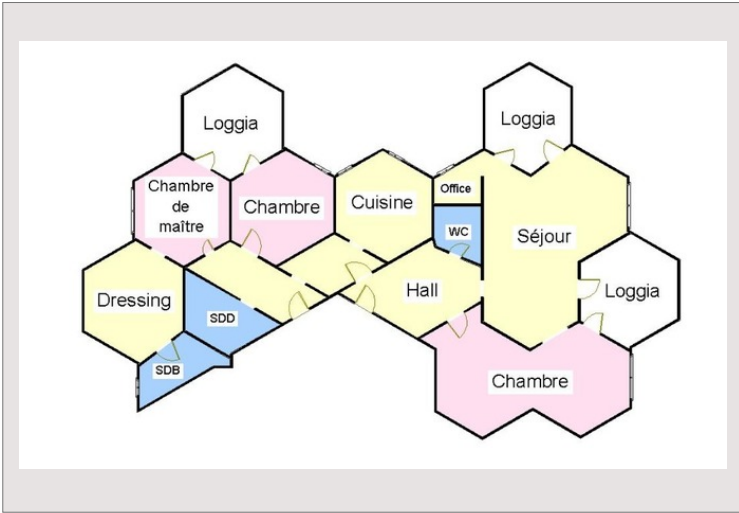 Loggia
Loggia
Chambre
de
maître
Chambre
Cuisine
Office
WC
Séjour
Dressing
SDD
Hall
Loggia
SDB
Chambre